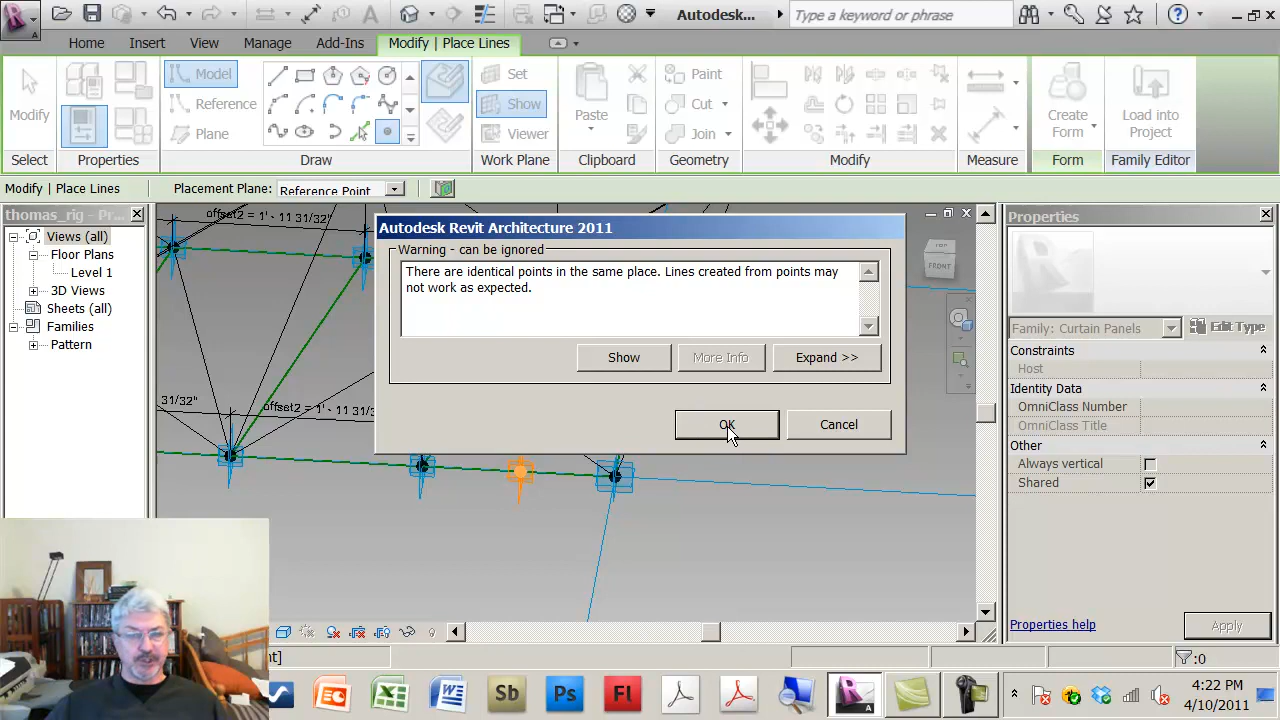 Autodesk...
Type a keyword or phrase
Home
Insert
View
Manage
Add-Ins
Modify | Place Lines
Modify
Model
Reference
Plane
Set
Show
Viewer
Paste
Cut
Join
Paint
Create
Form
Load into
Project
Select
Properties
Draw
Work Plane
Clipboard
Geometry
Modify
Measure
Form
Family Editor
Modify | Place Lines
Placement Plane:
Reference Point
thomas_rig - Pr...
Views (all)
Floor Plans
Level 1
3D Views
Sheets (all)
Families
Pattern
offset2 = 1' - 11 31/32"
31/32"
offset2 = 1' - 11 31/32"
Autodesk Revit Architecture 2011
Warning - can be ignored
There are identical points in the same place. Lines created from points may
not work as expected.
Show
More Info
Expand >>
OK
Cancel
TOP
FRONT
Properties
Family: Curtain Panels
Edit Type
Constraints
Host
Identity Data
OmniClass Number
OmniClass Title
Other
Always vertical
Shared
Properties help
Apply
:0
Sb
Ps
Fl
4:22 PM
4/10/2011